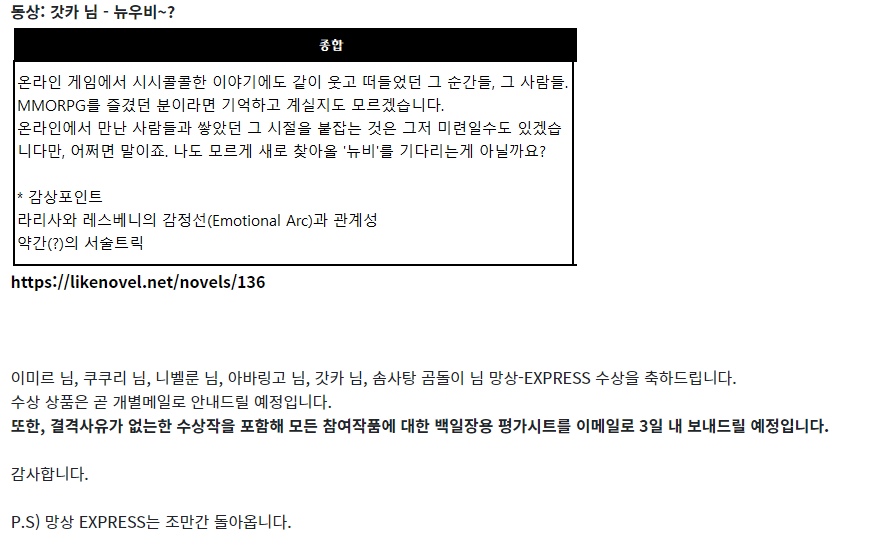 동상: 갓카 님 - 뉴우비~?
종합
온라인 게임에서 시시콜콜한 이야기에도 같이 웃고 떠들었던 그 순간들, 그 사람들.
MMORPG를 즐겼던 분이라면 기억하고 계실지도 모르겠습니다.
온라인에서 만난 사람들과 쌓았던 그 시절을 붙잡는 것은 그저 미련일수도 있겠습
니다만, 어쩌면 말이죠. 나도 모르게 새로 찾아올 '뉴비'를 기다리는게 아닐까요?
* 감상포인트
라리사와 레스베니의 감정선(Emotional Arc)과 관계성
약간(?)의 서술트릭
https://likenovel.net/novels/136
이미르 님, 쿠쿠리 님, 니벨룬 님, 아바링고 님, 갓카 님, 솜사탕 곰돌이 님 망상-EXPRESS 수상을 축하드립니다.
수상 상품은 곧 개별메일로 안내드릴 예정입니다.
또한, 결격사유가 없는한 수상작을 포함해 모든 참여작품에 대한 백일장용 평가시트를 이메일로 3일 내 보내드릴 예정입니다.
감사합니다.
P.S) 망상 EXPRESS는 조만간 돌아옵니다.